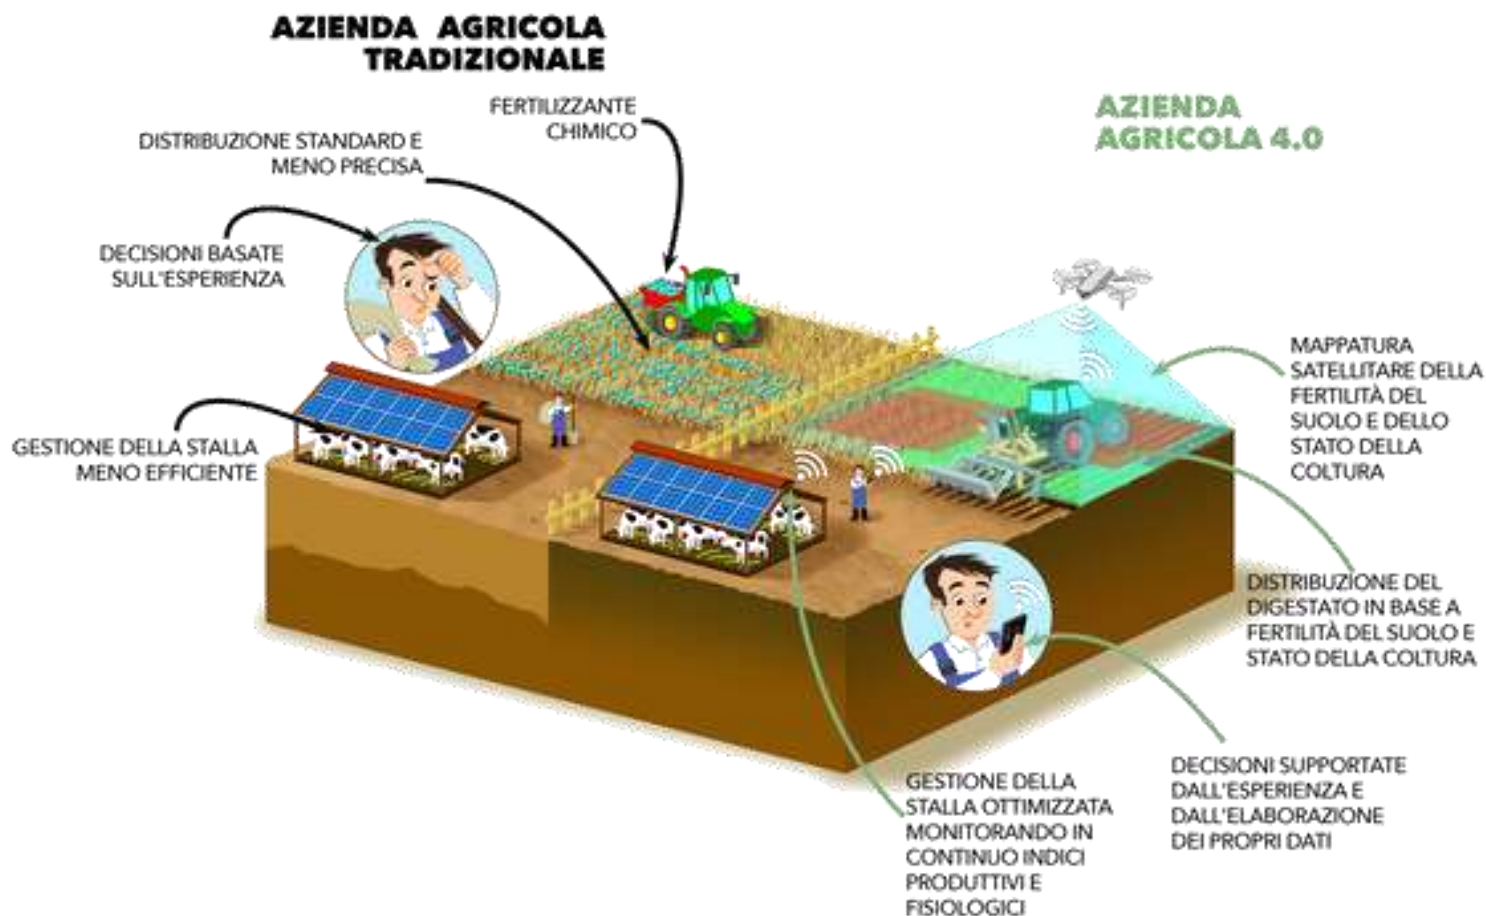 AZIENDA AGRICOLA
TRADIZIONALE
FERTILIZZANTE
CHIMICO
DISTRIBUZIONE STANDARD E
MENO PRECISA
DECISIONI BASATE
SULL'ESPERIENZA
GESTIONE DELLA STALLA
MENO EFFICIENTE
AZIENDA
AGRICOLA 4.0
MAPPATURA
SATELLITARE DELLA
FERTILITÀ DEL
SUOLO E DELLO
STATO DELLA
COLTURA
DISTRIBUZIONE DEL
DIGESTATO IN BASE A
FERTILITÀ DEL SUOLO E
STATO DELLA COLTURA
DECISIONI SUPPORTATE
DALL'ESPERIENZA E
DALL'ELABORAZIONE
DEI PROPRI DATI
GESTIONE DELLA
STALLA OTTIMIZZATA
MONITORANDO IN
CONTINUO INDICI
PRODUTTIVI E
FISIOLOGICI